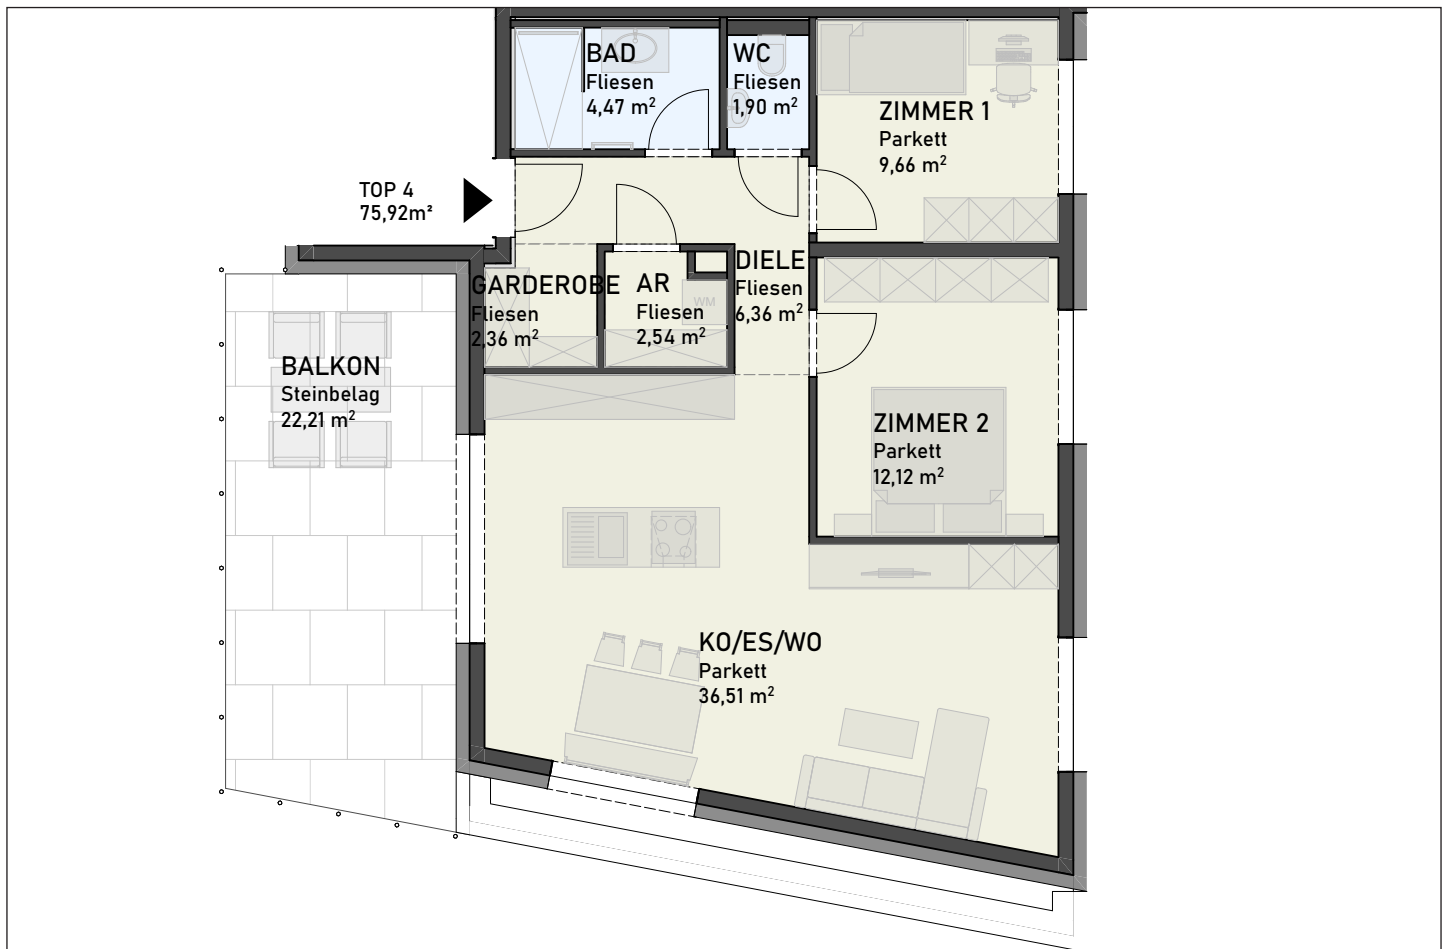 BAD
Fliesen
4,47 m²
WC
Fliesen
1,90 m²
ZIMMER 1
Parkett
9,66 m²
TOP 4
75,92m²
GARDEROBE
Fliesen
2,36 m²
AR
Fliesen
2,54 m²
WM
DIELE
Fliesen
6,36 m²
BALKON
Steinbelag
22,21 m²
ZIMMER 2
Parkett
12,12 m²
KO/ES/WO
Parkett
36,51 m²